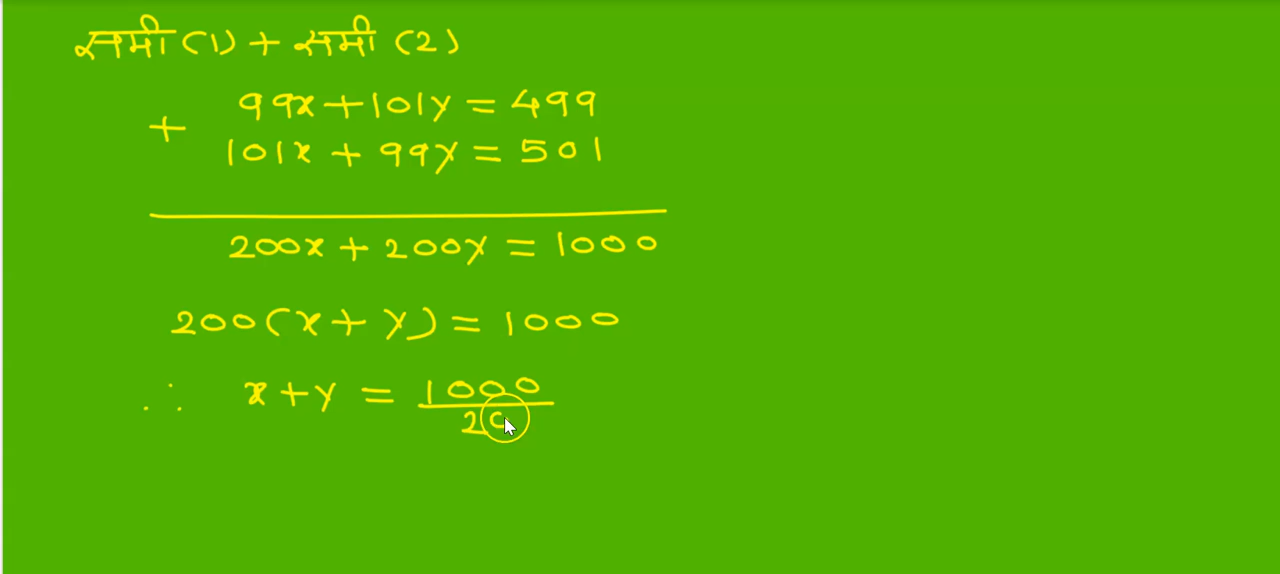 समी (1) + समी (2)
99x + 101y = 499
+
101x + 99y = 501
200x + 200y = 1000
200(x + y) = 1000
∴ x + y = 1000
20